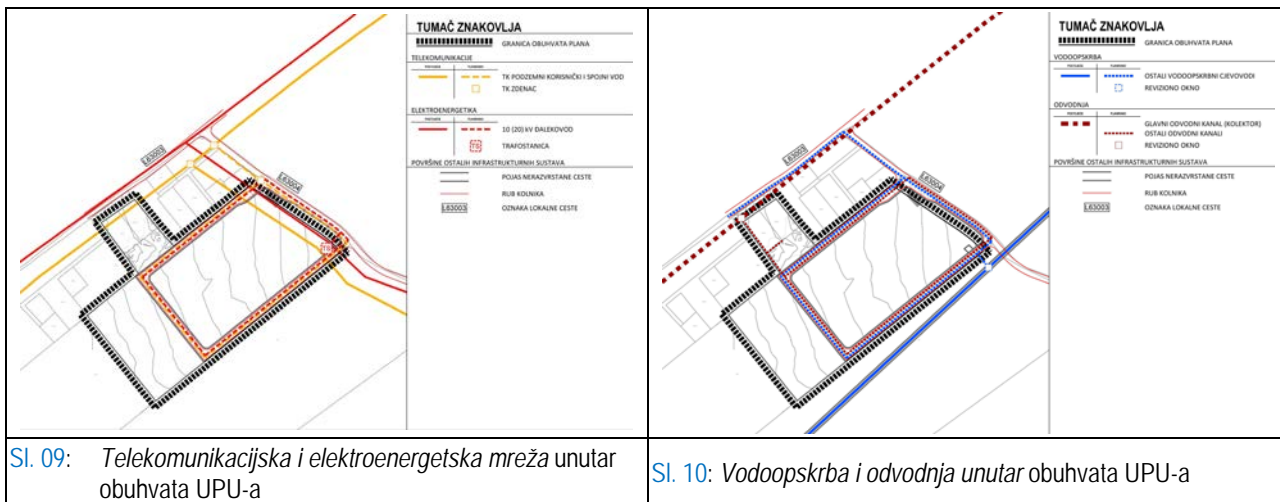 TUMAČ ZNAKOVLJA
GRANICA OBUHVATA PLANA
TELEKOMUNIKACIJE
TK PODZEMNI KORISNIČKI I SPOJNI VOD
TK ZDENAC
ELEKTROENERGETIKA
10 (20) kV DALEKOVOD
TS
TRAFOSTANICA
POVRŠINE OSTALIH INFRASTRUKTURNIH SUSTAVA
POJAS NERAZVRSTANE CESTE
RUB KOLNIKA
L63003
OZNAKA LOKALNE CESTE
L63003
L63004
TS
TUMAČ ZNAKOVLJA
GRANICA OBUHVATA PLANA
VODOOPSKRBA
OSTALI VODOOPSKRBNI CJEVOVODI
REVIZIONO OKNO
ODVODNJA
GLAVNI ODVODNI KANAL (KOLEKTOR)
OSTALI ODVODNI KANALI
REVIZIONO OKNO
POVRŠINE OSTALIH INFRASTRUKTURNIH SUSTAVA
POJAS NERAZVRSTANE CESTE
RUB KOLNIKA
L63003
OZNAKA LOKALNE CESTE
L63003
L63004
Sl. 09: Telekomunikacijska i elektroenergetska mreža unutar
obuhvata UPU-a
Sl. 10: Vodoopskrba i odvodnja unutar obuhvata UPU-a